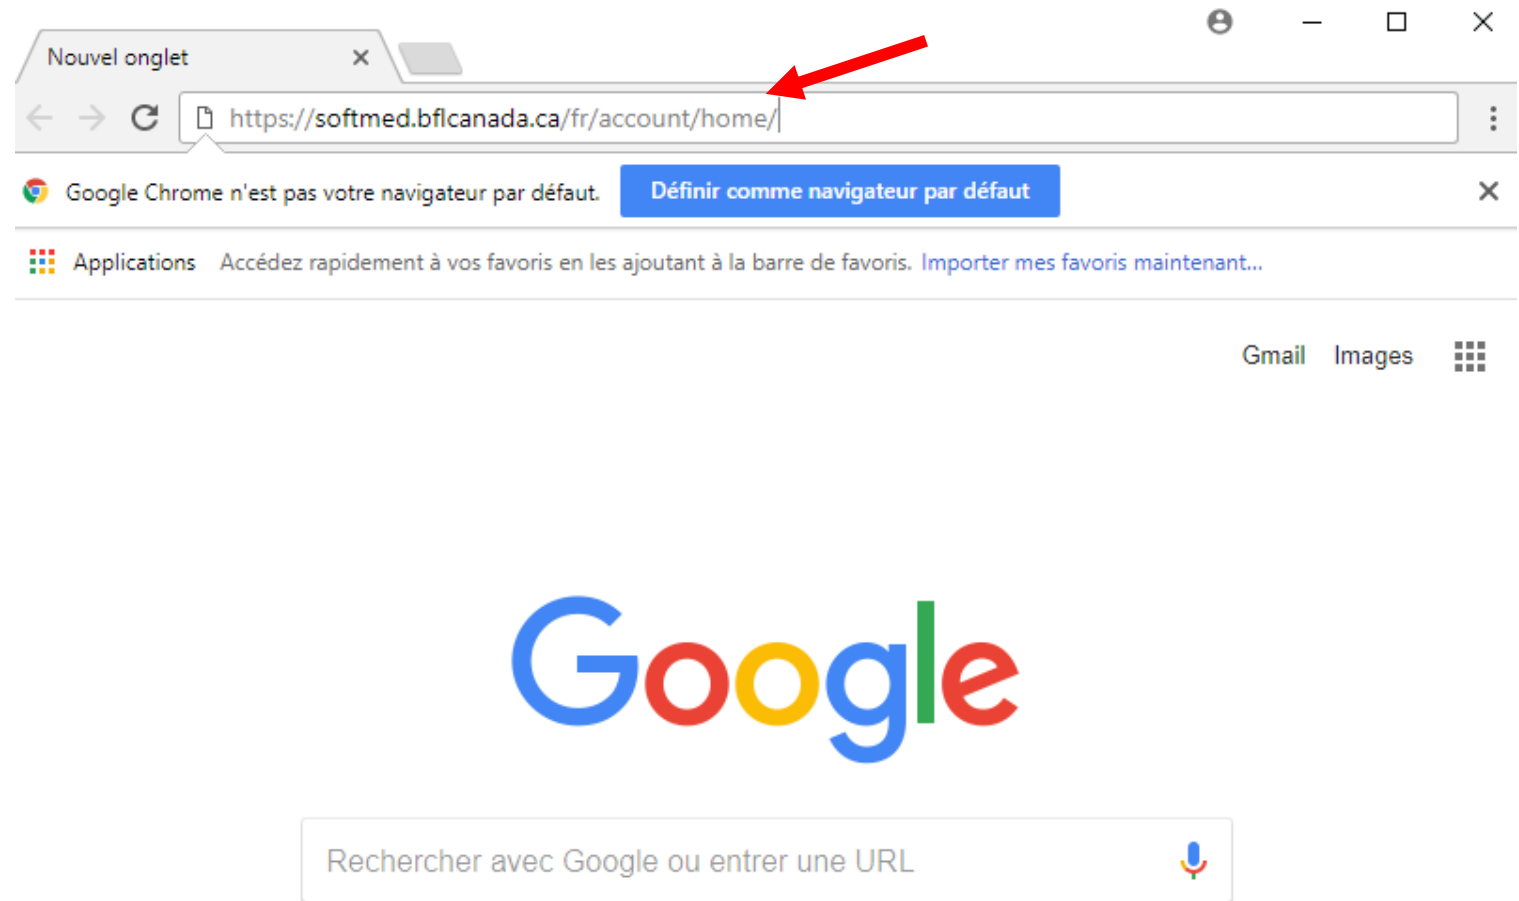 Nouvel onglet
https://softmed.bflcanada.ca/fr/account/home/
Google Chrome n'est pas votre navigateur par défaut. Définir comme navigateur par défaut
Applications Accédez rapidement à vos favoris en les ajoutant à la barre de favoris. Importer mes favoris maintenant...
Gmail Images
Google
Rechercher avec Google ou entrer une URL